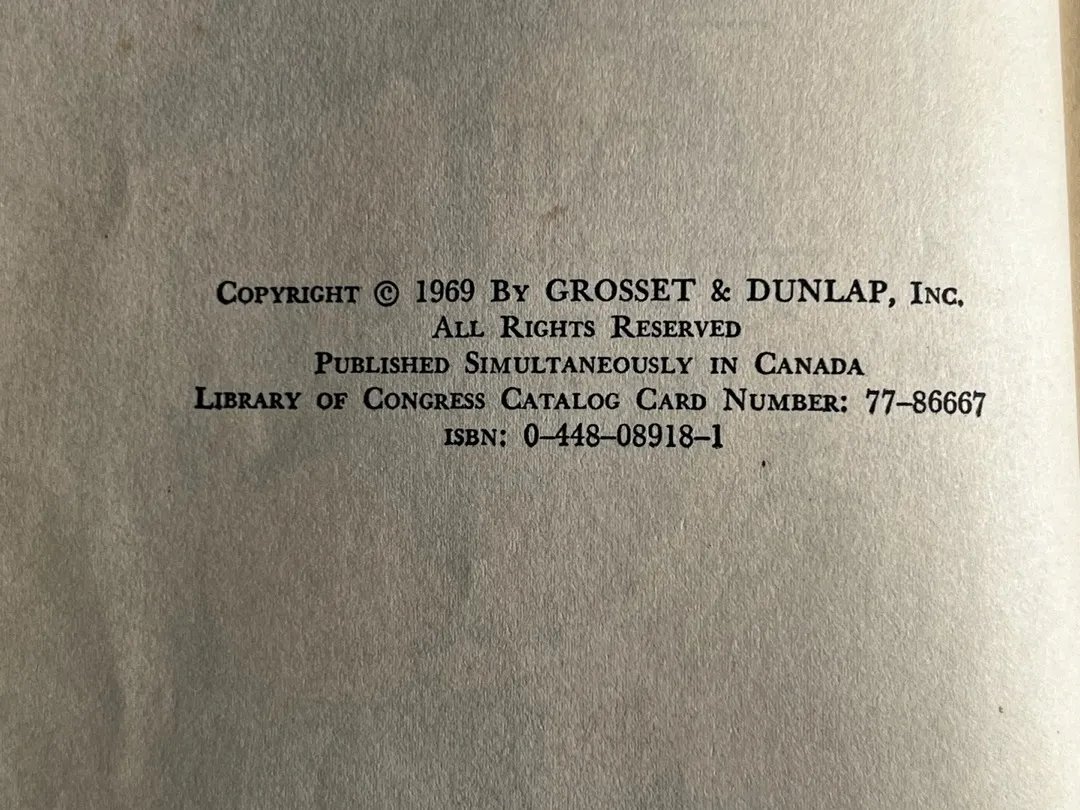 Copyright © 1969 By GROSSET & DUNLAP, Inc.
All Rights Reserved
Published Simultaneously in Canada
Library of Congress Catalog Card Number: 77–86667
ISBN: 0–448–08918–1